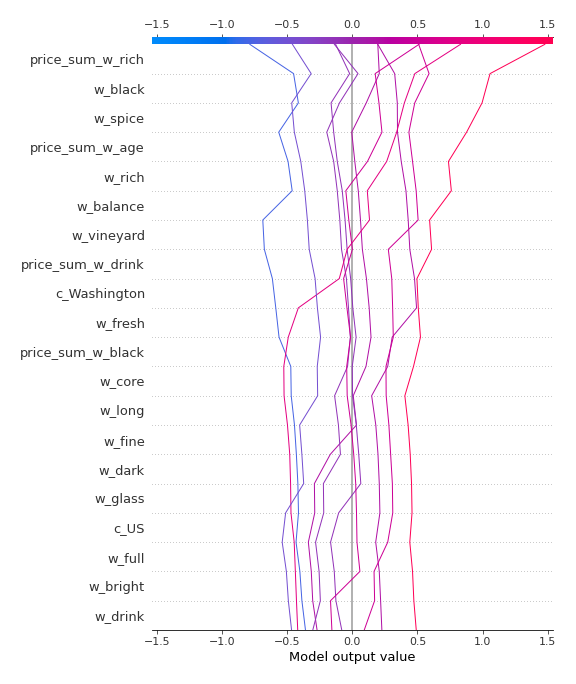 −1.5 −1.0 −0.5 0.0 0.5 1.0 1.5
price_sum_w_rich
w_black
w_spice
price_sum_w_age
w_rich
w_balance
w_vineyard
price_sum_w_drink
c_Washington
w_fresh
price_sum_w_black
w_core
w_long
w_fine
w_dark
w_glass
c_US
w_full
w_bright
w_drink
−1.5 −1.0 −0.5 0.0 0.5 1.0 1.5
Model output value